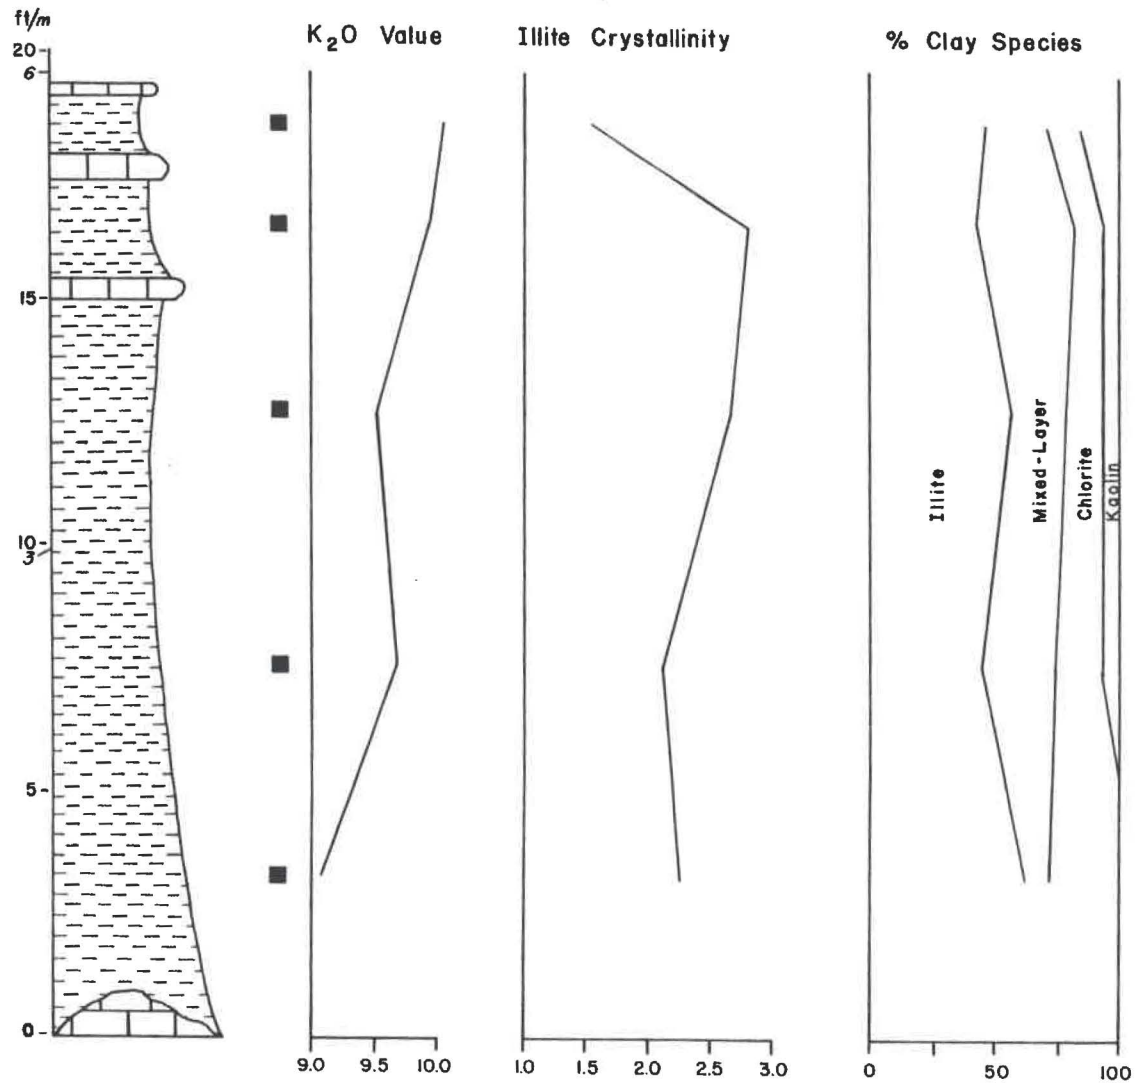 ft/m
K2O Value
Illite Crystallinity
% Clay Species
20
6
15
10
3
5
0
Illite
Mixed-Layer
Chlorite
Kaolin
9.0 9.5 10.0
1.0 1.5 2.0 2.5 3.0
0 50 100